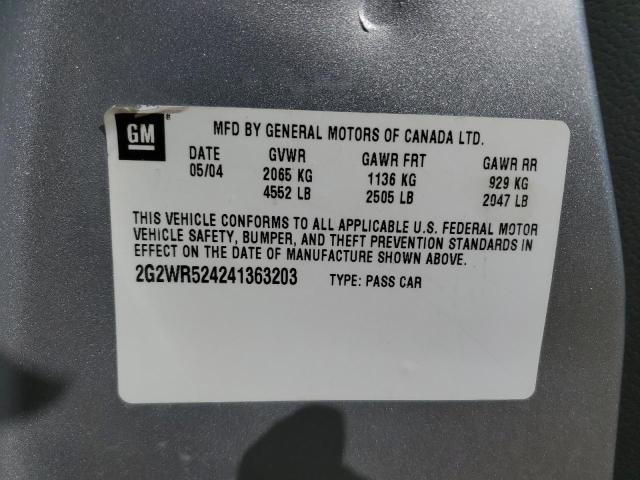 GM®
MFD BY GENERAL MOTORS OF CANADA LTD.
DATE GVWR GAWR FRT GAWR RR
05/04 2065 KG 1136 KG 929 KG
4552 LB 2505 LB 2047 LB
THIS VEHICLE CONFORMS TO ALL APPLICABLE U.S. FEDERAL MOTOR
VEHICLE SAFETY, BUMPER, AND THEFT PREVENTION STANDARDS IN
EFFECT ON THE DATE OF MANUFACTURE SHOWN ABOVE.
2G2WR524241363203 TYPE: PASS CAR